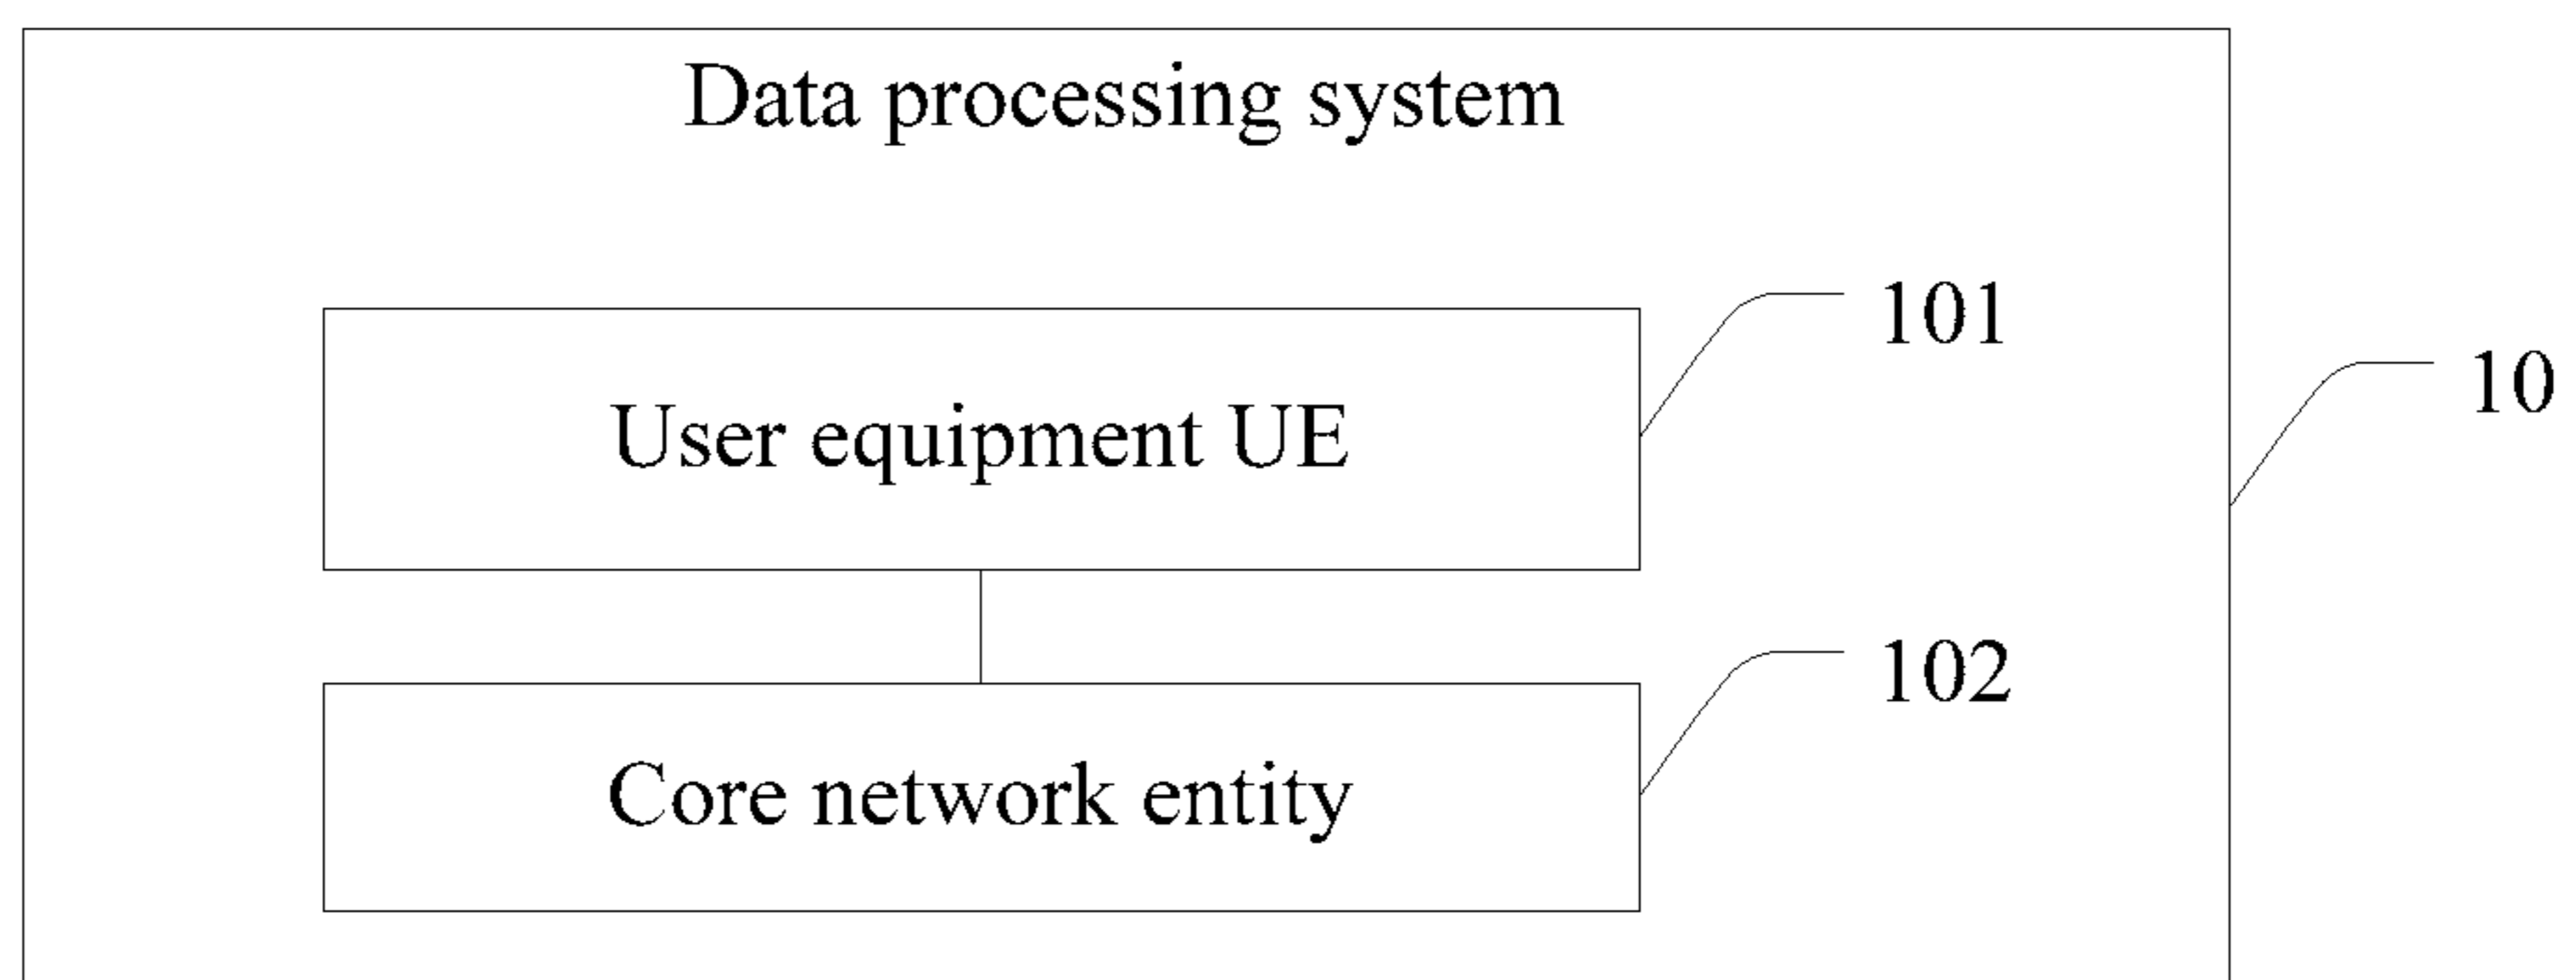 Data processing system
101
10
User equipment UE
102
Core network entity